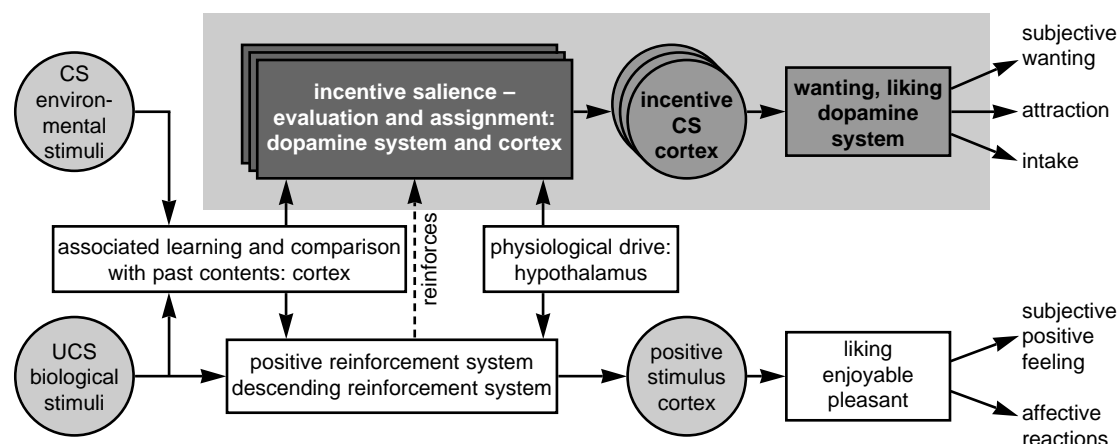 CS
environ-
mental
stimuli
incentive salience –
evaluation and assignment:
dopamine system and cortex
incentive
CS
cortex
wanting, liking
dopamine
system
subjective
wanting
attraction
intake
associated learning and comparison
with past contents: cortex
reinforces
physiological drive:
hypothalamus
UCS
biological
stimuli
positive reinforcement system
descending reinforcement system
positive
stimulus
cortex
liking
enjoyable
pleasant
subjective
positive
feeling
affective
reactions